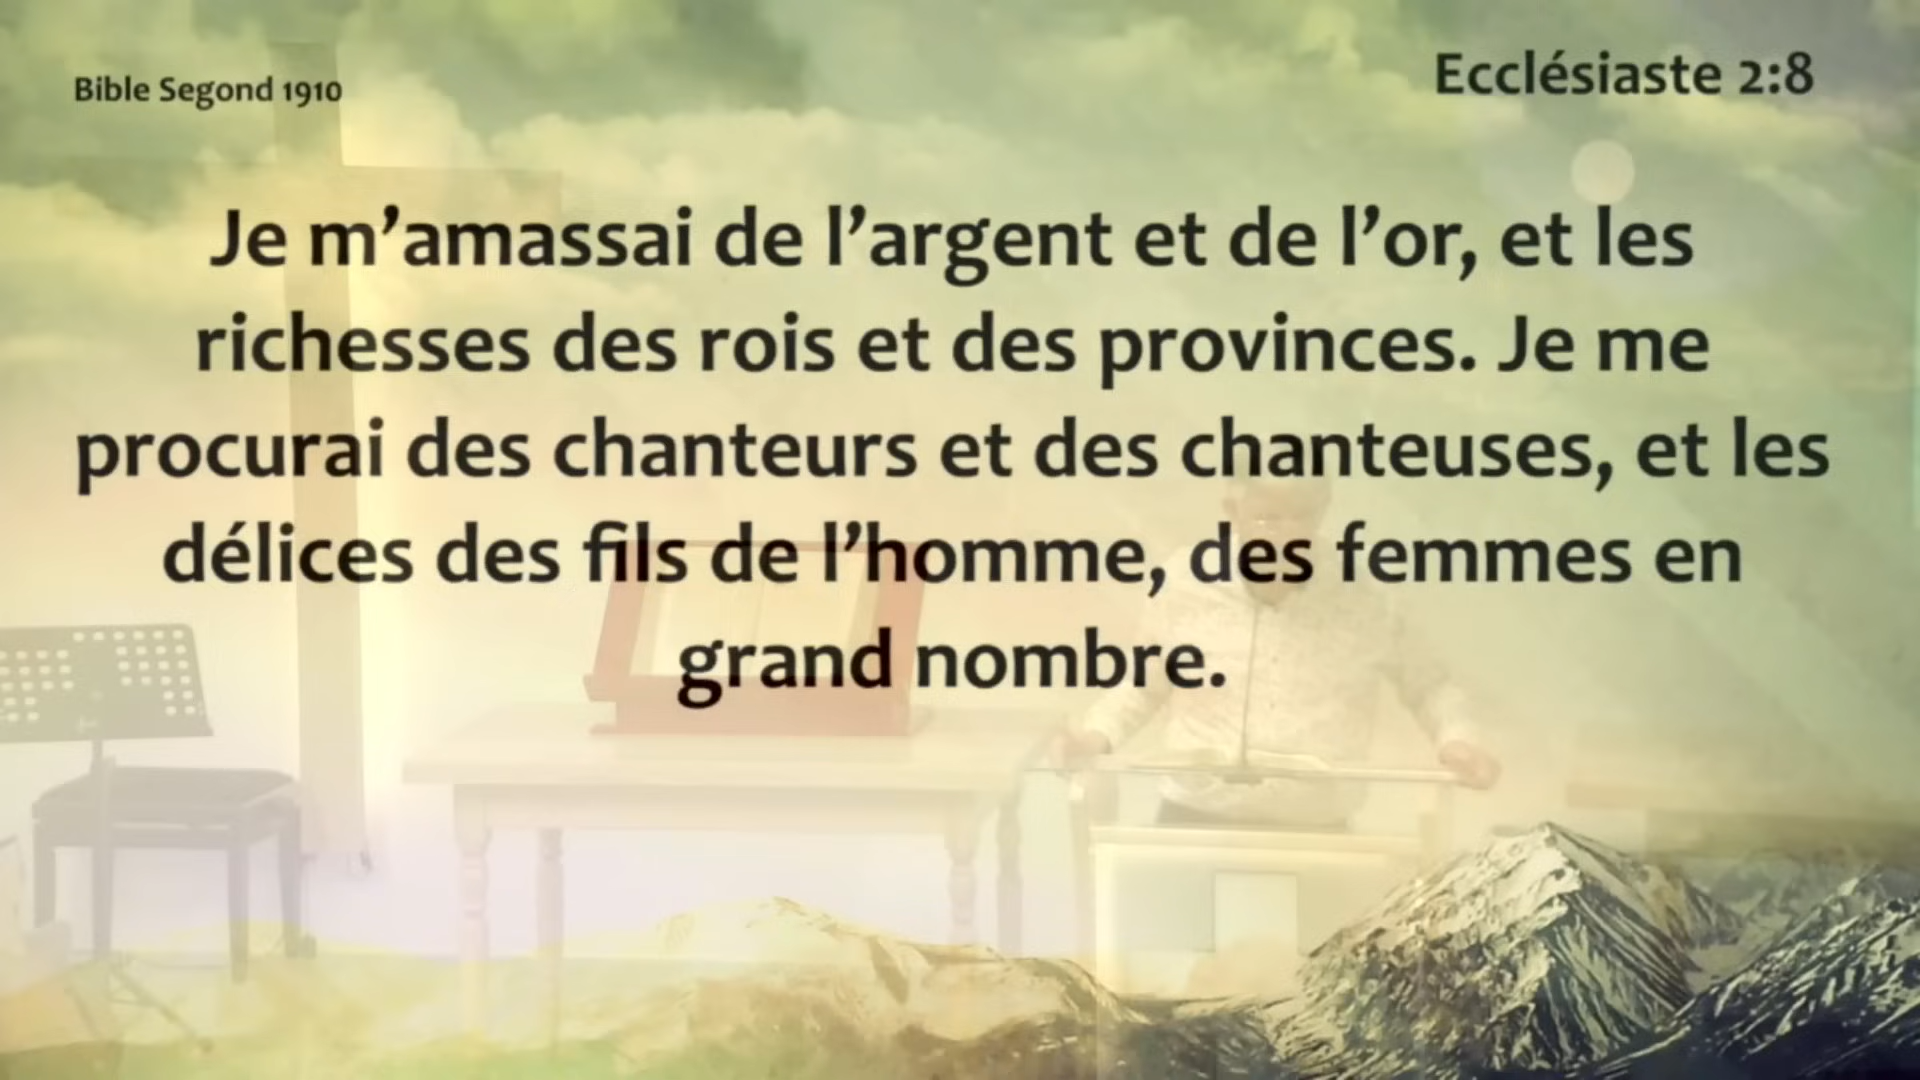 Bible Segond 1910
Ecclésiaste 2:8
Je m’amassai de l’argent et de l’or, et les
richesses des rois et des provinces. Je me
procurai des chanteurs et des chanteuses, et les
délices des fils de l’homme, des femmes en
grand nombre.